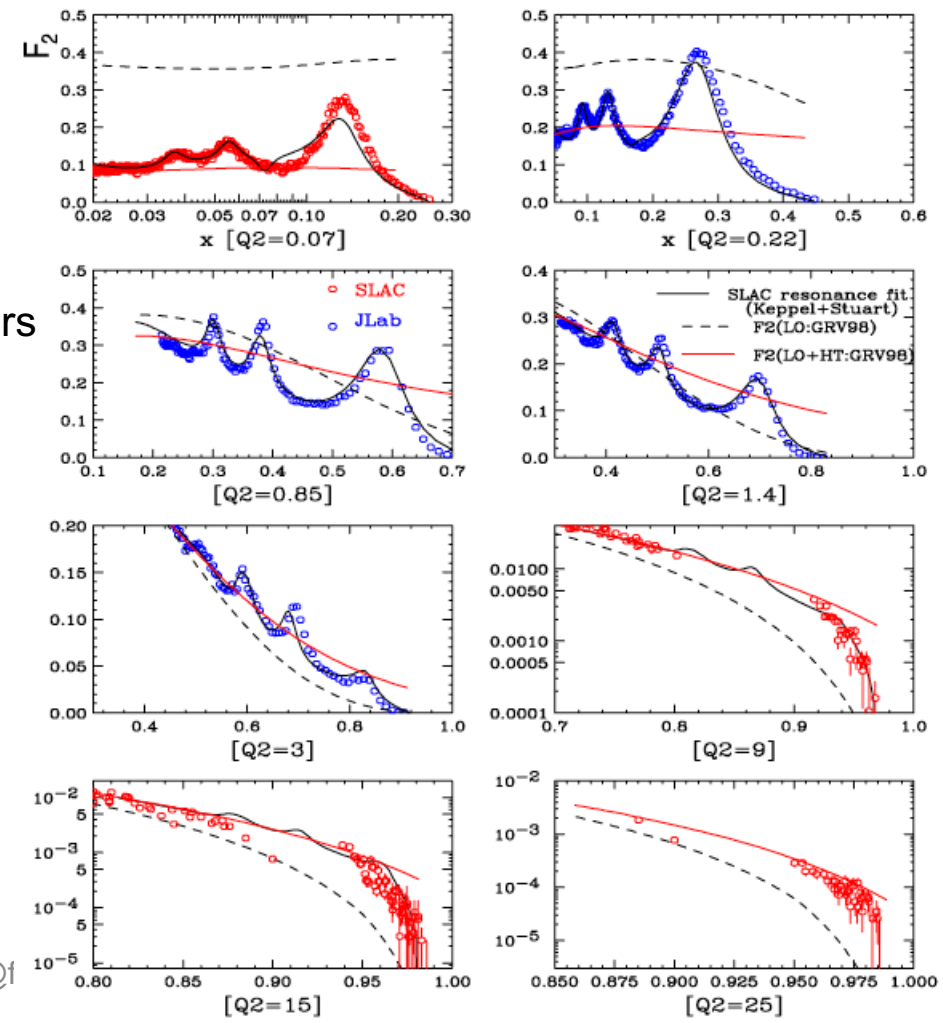 F2
0.5
0.4
0.3
0.2
0.1
0.0
0.02 0.03 0.05 0.07 0.10 0.20 0.30
x [Q2=0.07]
0.5
0.4
0.3
0.2
0.1
0.0
0.1 0.2 0.3 0.4 0.6
x [Q2=0.22]
rs
0.5
0.4
0.3
0.2
0.1
0.0
SLAC
JLab
0.1 0.2 0.3 0.4 0.5 0.6 0.7
[Q2=0.85]
0.4
0.3
0.2
0.1
0.0
SLAC resonance fit
(Keppel+Stuart)
F2(LO:GRV98)
F2(LO+HT:GRV98)
0.4 0.6 0.8 1.0
[Q2=1.4]
0.20
0.15
0.10
0.05
0.00
0.4 0.6 0.8 1.0
[Q2=3]
0.0100
0.0050
0.0010
0.0005
0.0001
0.7 0.8 0.9 1.0
[Q2=9]
10-2
5
10-3
5
10-4
5
10-5
0.80 0.85 0.90 0.95 1.00
[Q2=15]
10-2
10-3
10-4
10-5
0.850 0.875 0.900 0.925 0.950 0.975 1.000
[Q2=25]